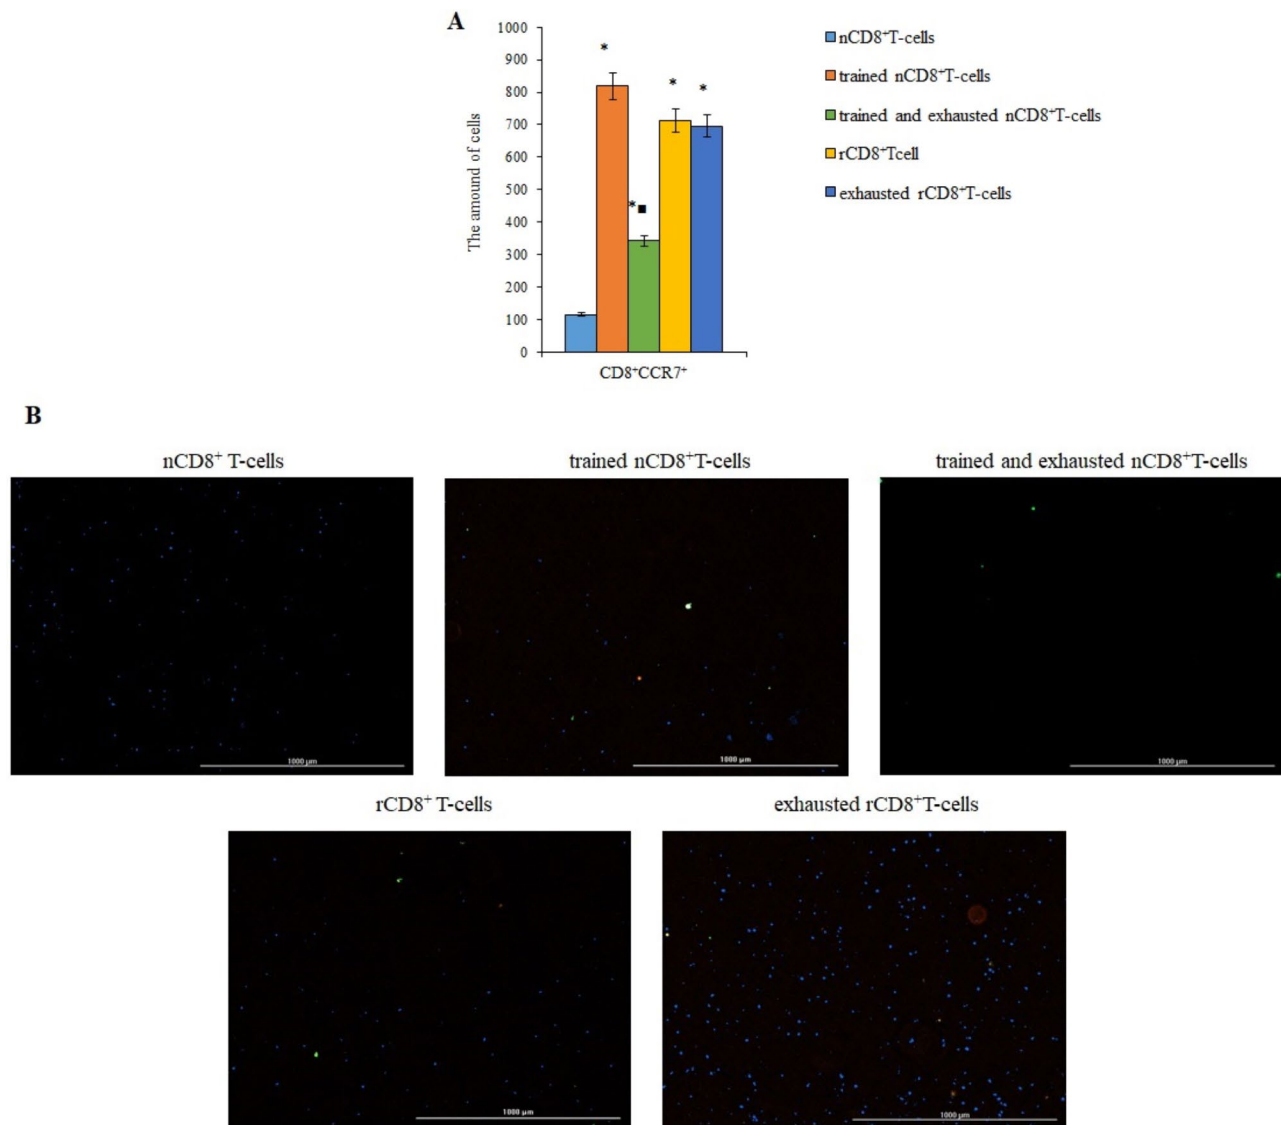 A
1000
900
800
700
600
500
400
300
200
100
0
The amound of cells
*
*
*
*■
CD8⁺CCR7⁺
nCD8⁺T-cells
trained nCD8⁺T-cells
trained and exhausted nCD8⁺T-cells
rCD8⁺Tcell
exhausted rCD8⁺T-cells
B
nCD8⁺ T-cells
trained nCD8⁺T-cells
trained and exhausted nCD8⁺T-cells
1000 µm
1000 µm
1000 µm
rCD8⁺ T-cells
exhausted rCD8⁺T-cells
1000 µm
1000 µm